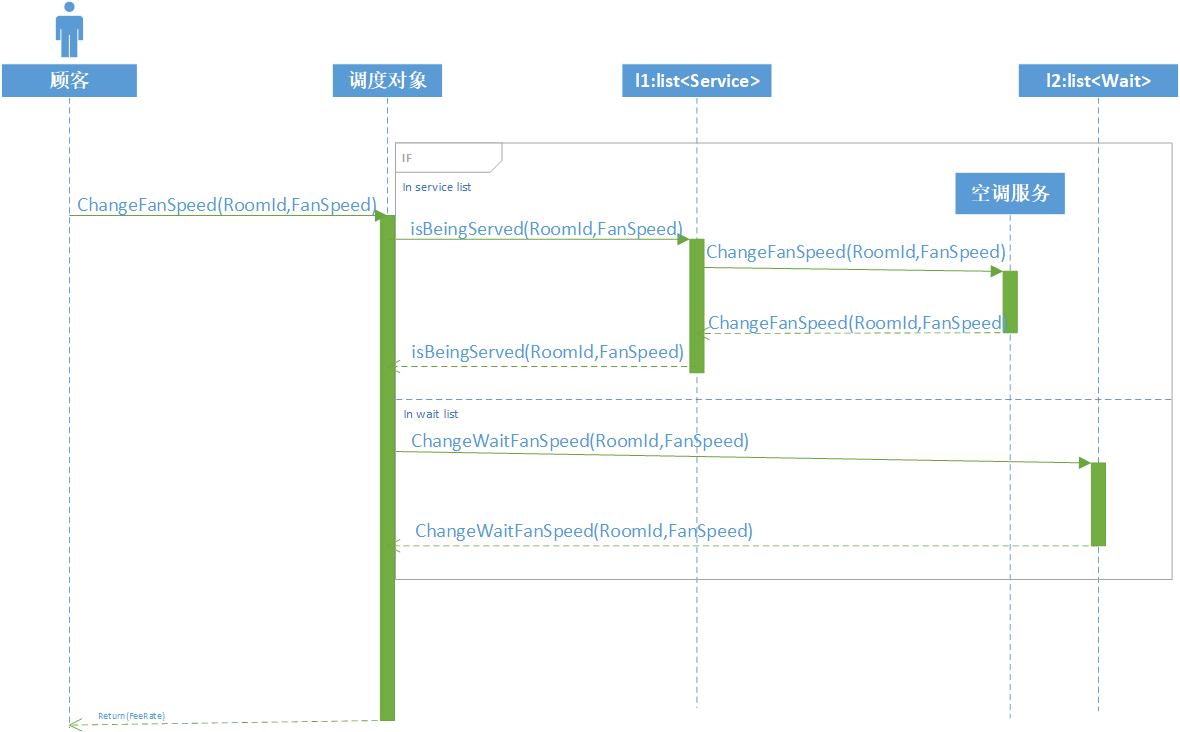 顾客
调度对象
l1:list<Service>
l2:list<Wait>
IF
In service list
空调服务
ChangeFanSpeed(RoomId,FanSpeed)
isBeingServed(RoomId,FanSpeed)
ChangeFanSpeed(RoomId,FanSpeed)
ChangeFanSpeed(RoomId,FanSpeed)
isBeingServed(RoomId,FanSpeed)
In wait list
ChangeWaitFanSpeed(RoomId,FanSpeed)
ChangeWaitFanSpeed(RoomId,FanSpeed)
Return(FeeRate)